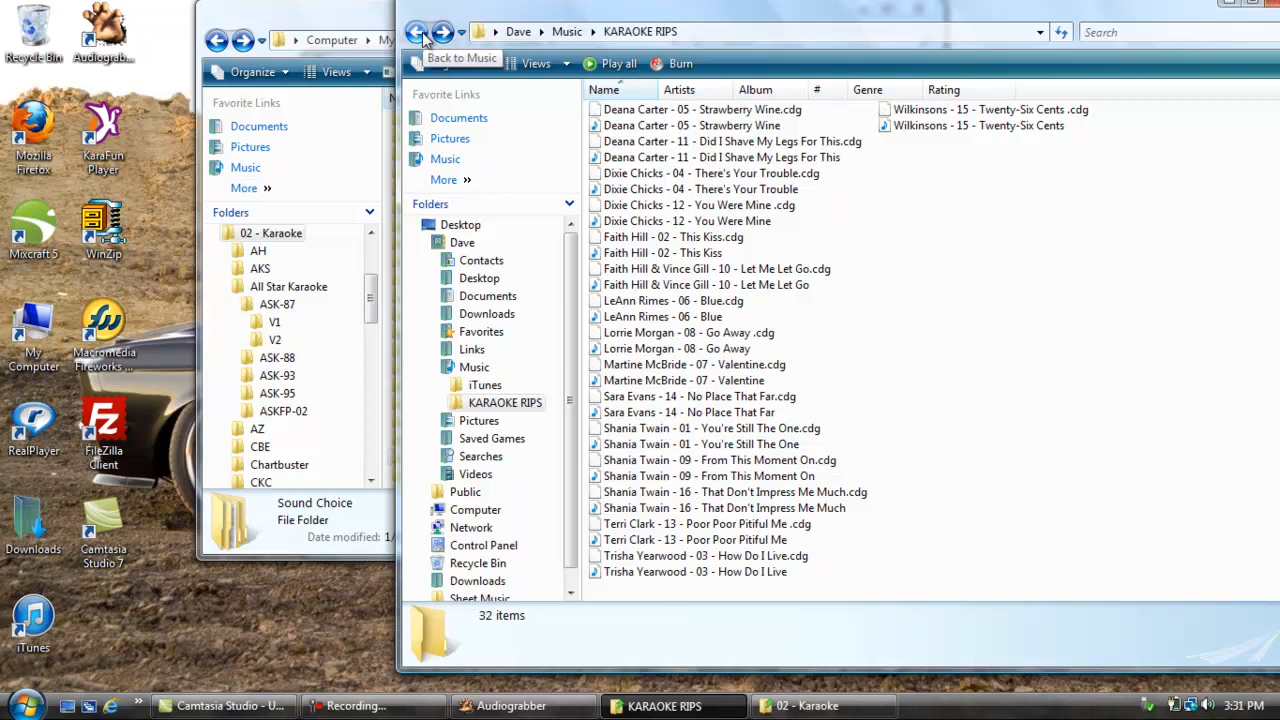 Recycle Bin
Audiograb...
Mozilla
Firefox
KaraFun
Player
Mixcraft 5
WinZip
My
Computer
Macromedia
Fireworks ...
RealPlayer
FileZilla
Client
Downloads
Camtasia
Studio 7
iTunes
Computer
My
Organize
Views
Favorite Links
Documents
Pictures
Music
More »
Folders
02 - Karaoke
AH
AKS
All Star Karaoke
ASK-87
V1
V2
ASK-88
ASK-93
ASK-95
ASKFP-02
AZ
CBE
Chartbuster
CKC
Sound Choice
File Folder
Date modified: 1/
Dave
Music
KARAOKE RIPS
Search
Back to Music
Views
Play all
Burn
Favorite Links
Documents
Pictures
Music
More »
Folders
Desktop
Dave
Contacts
Desktop
Documents
Downloads
Favorites
Links
Music
iTunes
KARAOKE RIPS
Pictures
Saved Games
Searches
Videos
Public
Computer
Network
Control Panel
Recycle Bin
Downloads
Sheet Music
Name Artists Album # Genre Rating
Deana Carter - 05 - Strawberry Wine.cdg
Deana Carter - 05 - Strawberry Wine
Deana Carter - 11 - Did I Shave My Legs For This.cdg
Deana Carter - 11 - Did I Shave My Legs For This
Dixie Chicks - 04 - There's Your Trouble.cdg
Dixie Chicks - 04 - There's Your Trouble
Dixie Chicks - 12 - You Were Mine .cdg
Dixie Chicks - 12 - You Were Mine
Faith Hill - 02 - This Kiss.cdg
Faith Hill - 02 - This Kiss
Faith Hill & Vince Gill - 10 - Let Me Let Go.cdg
Faith Hill & Vince Gill - 10 - Let Me Let Go
LeAnn Rimes - 06 - Blue.cdg
LeAnn Rimes - 06 - Blue
Lorrie Morgan - 08 - Go Away .cdg
Lorrie Morgan - 08 - Go Away
Martine McBride - 07 - Valentine.cdg
Martine McBride - 07 - Valentine
Sara Evans - 14 - No Place That Far.cdg
Sara Evans - 14 - No Place That Far
Shania Twain - 01 - You're Still The One.cdg
Shania Twain - 01 - You're Still The One
Shania Twain - 09 - From This Moment On.cdg
Shania Twain - 09 - From This Moment On
Shania Twain - 16 - That Don't Impress Me Much.cdg
Shania Twain - 16 - That Don't Impress Me Much
Terri Clark - 13 - Poor Poor Pitiful Me .cdg
Terri Clark - 13 - Poor Poor Pitiful Me
Trisha Yearwood - 03 - How Do I Live.cdg
Trisha Yearwood - 03 - How Do I Live
Wilkinsons - 15 - Twenty-Six Cents .cdg
Wilkinsons - 15 - Twenty-Six Cents
32 items
Camtasia Studio - U...
Recording...
Audiograbber
KARAOKE RIPS
02 - Karaoke
3:31 PM